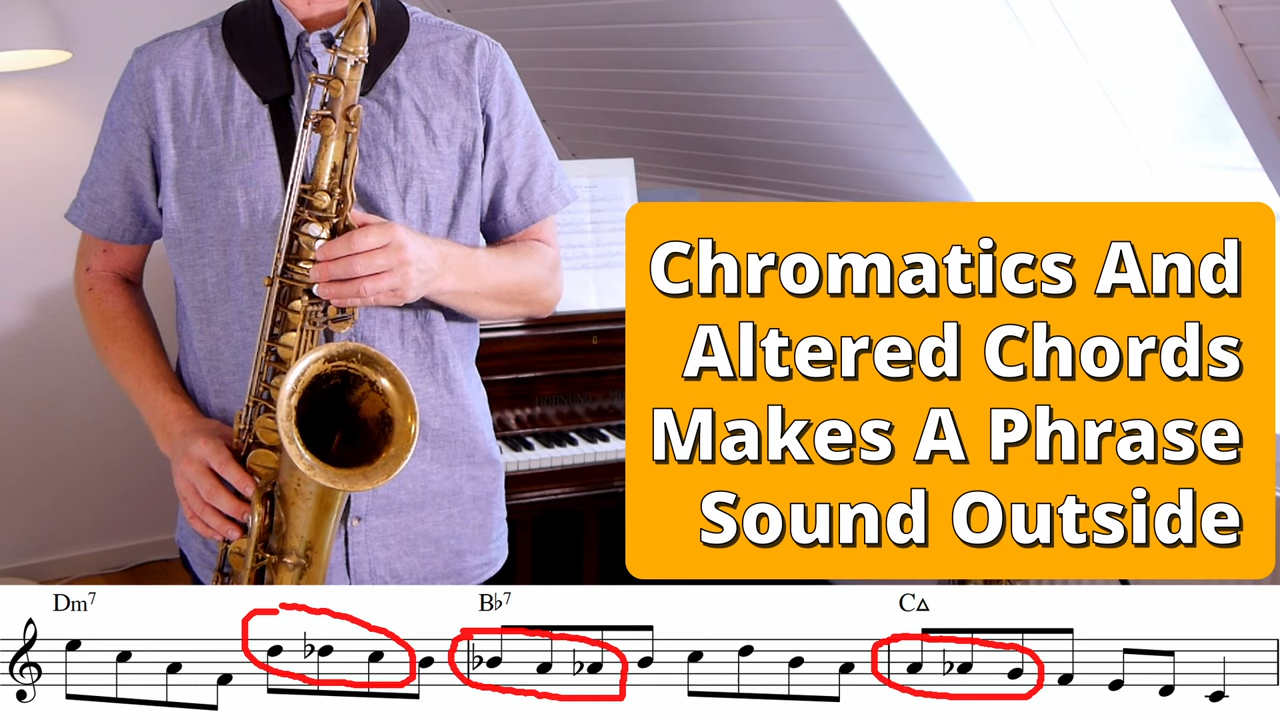 Chromatics And
Altered Chords
Makes A Phrase
Sound Outside
Dm7
B♭7
C△